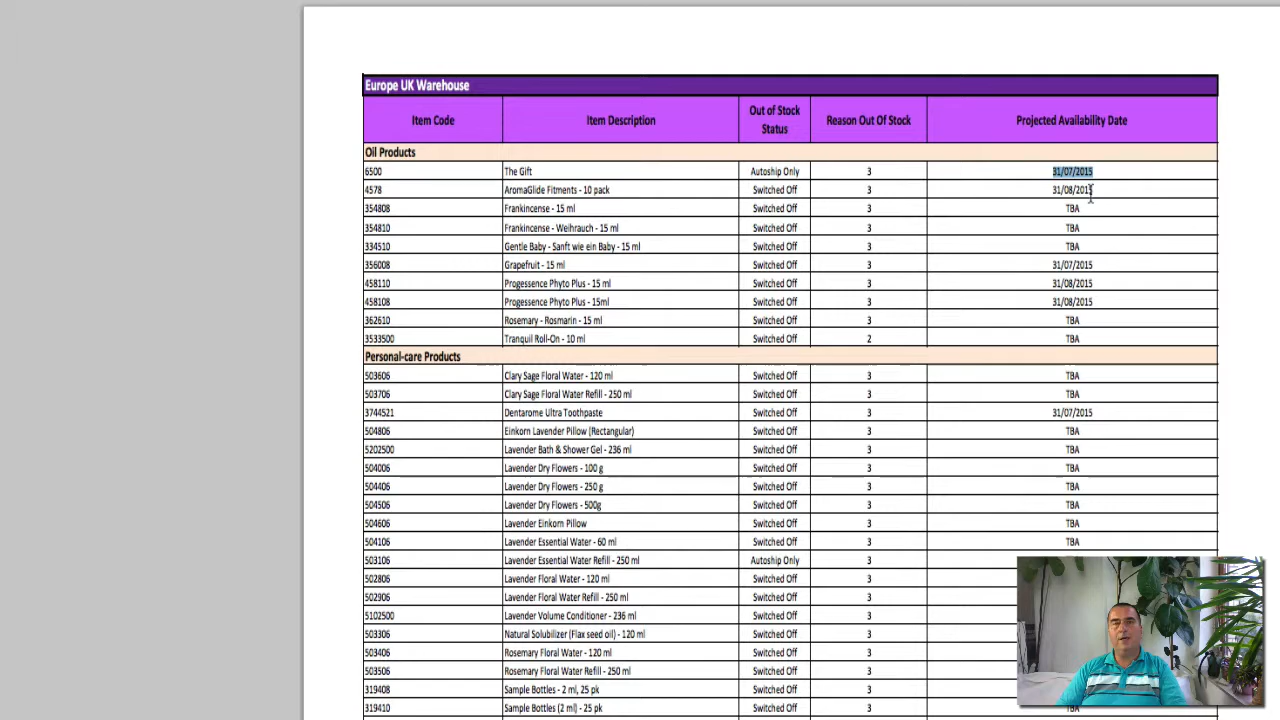 Europe UK Warehouse
Item Code Item Description Out of Stock Status Reason Out Of Stock Projected Availability Date
Oil Products
6500 The Gift Autoship Only 3 31/07/2015
4578 AromaGlide Fitments - 10 pack Switched Off 3 31/08/2015
354808 Frankincense - 15 ml Switched Off 3 TBA
354810 Frankincense - Weihrauch - 15 ml Switched Off 3 TBA
334510 Gentle Baby - Sanft wie ein Baby - 15 ml Switched Off 3 TBA
356008 Grapefruit - 15 ml Switched Off 3 31/07/2015
458110 Progessence Phyto Plus - 15 ml Switched Off 3 31/08/2015
458108 Progessence Phyto Plus - 15ml Switched Off 3 31/08/2015
362610 Rosemary - Rosmarin - 15 ml Switched Off 3 TBA
3533500 Tranquil Roll-On - 10 ml Switched Off 2 TBA
Personal-care Products
503606 Clary Sage Floral Water - 120 ml Switched Off 3 TBA
503706 Clary Sage Floral Water Refill - 250 ml Switched Off 3 TBA
3744521 Dentarome Ultra Toothpaste Switched Off 3 31/07/2015
504806 Einkorn Lavender Pillow (Rectangular) Switched Off 3 TBA
5202500 Lavender Bath & Shower Gel - 236 ml Switched Off 3 TBA
504006 Lavender Dry Flowers - 100 g Switched Off 3 TBA
504406 Lavender Dry Flowers - 250 g Switched Off 3 TBA
504506 Lavender Dry Flowers - 500g Switched Off 3 TBA
504606 Lavender Einkorn Pillow Switched Off 3 TBA
504106 Lavender Essential Water - 60 ml Switched Off 3 TBA
503106 Lavender Essential Water Refill - 250 ml Autoship Only 3
502806 Lavender Floral Water - 120 ml Switched Off 3
502906 Lavender Floral Water Refill - 250 ml Switched Off 3
5102500 Lavender Volume Conditioner - 236 ml Switched Off 3
503306 Natural Solubilizer (Flax seed oil) - 120 ml Switched Off 3
503406 Rosemary Floral Water - 120 ml Switched Off 3
503506 Rosemary Floral Water Refill - 250 ml Switched Off 3
319408 Sample Bottles - 2 ml, 25 pk Switched Off 3
319410 Sample Bottles (2 ml) - 25 pk Switched Off 3 TBA